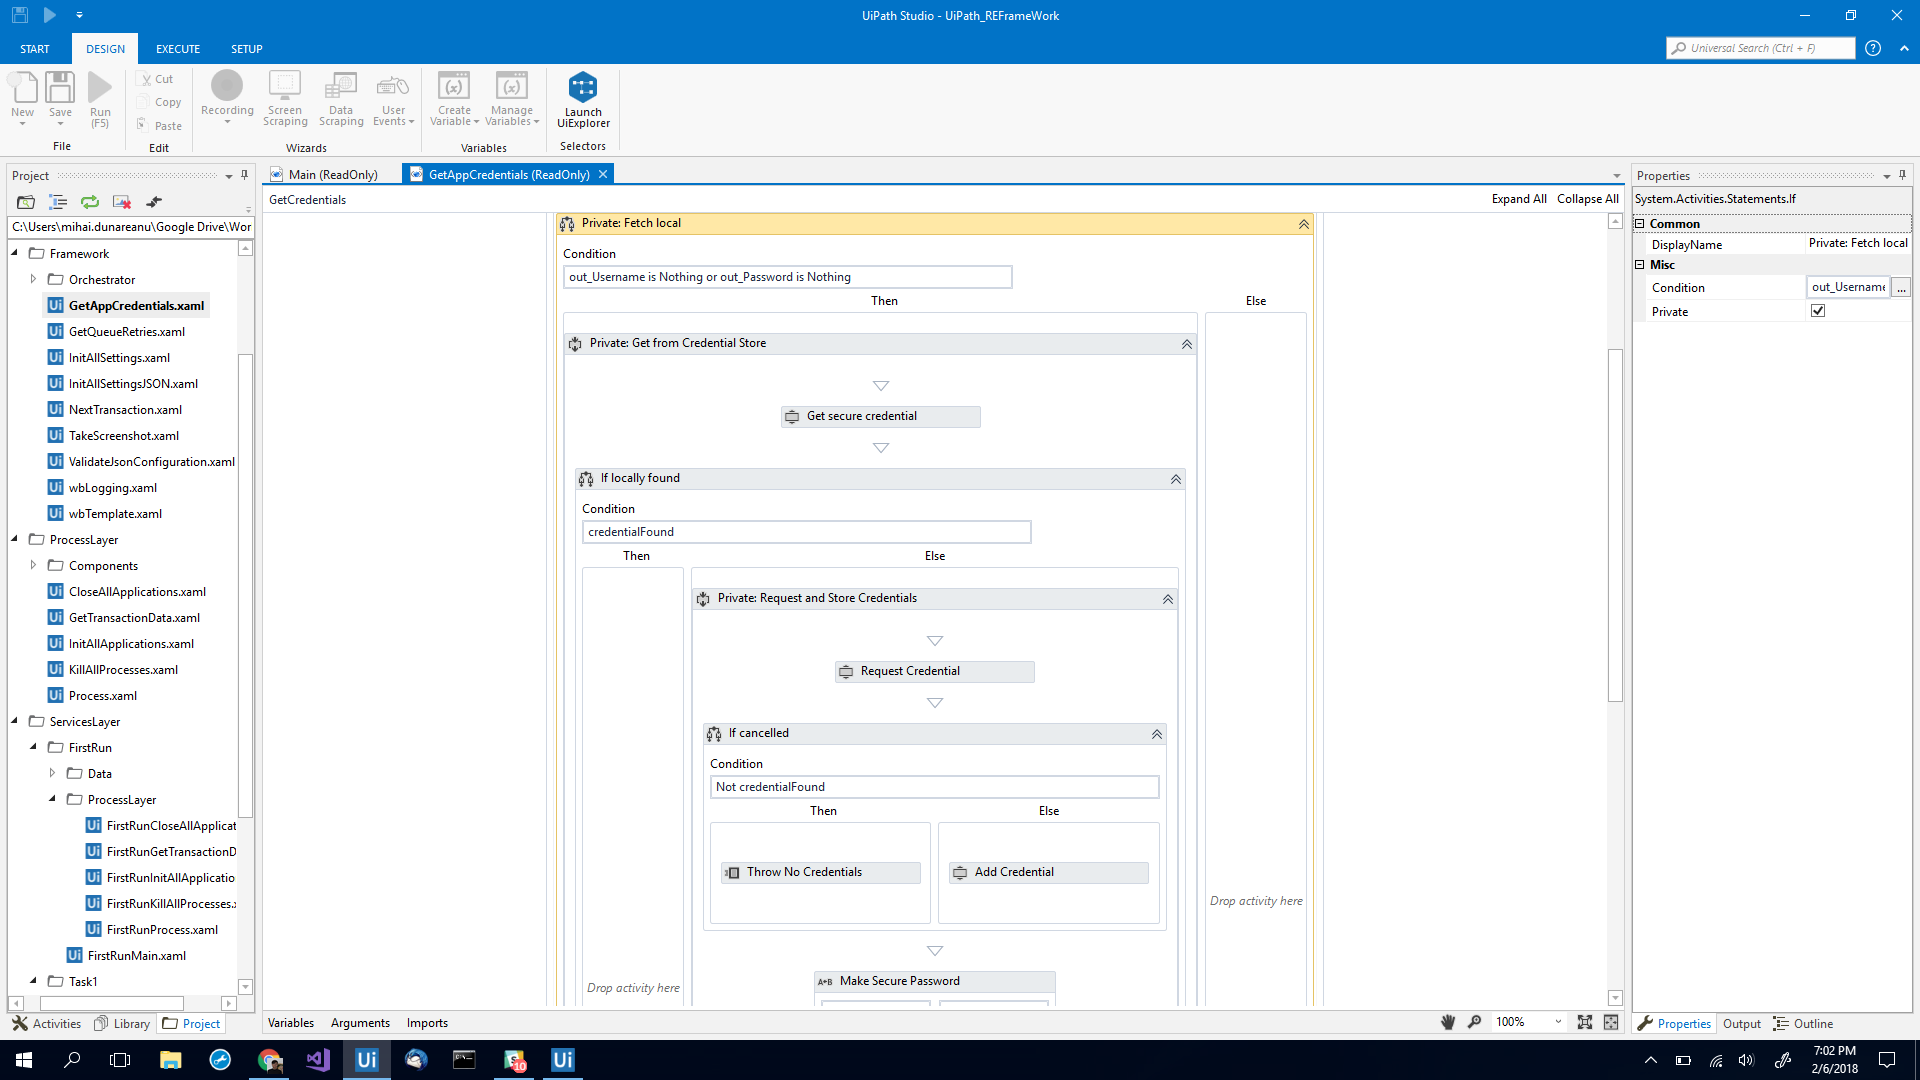 UiPath Studio - UiPath_REFrameWork
START
DESIGN
EXECUTE
SETUP
Universal Search (Ctrl + F)
New
Save
Run
(F5)
File
Cut
Copy
Paste
Edit
Recording
Screen
Scraping
Data
Scraping
User
Events
Wizards
Create
Variable
Manage
Variables
Variables
Launch
UiExplorer
Selectors
Project
C:\Users\mihai.dunareanu\Google Drive\Wor
Framework
Orchestrator
GetAppCredentials.xaml
GetQueueRetries.xaml
InitAllSettings.xaml
InitAllSettingsJSON.xaml
NextTransaction.xaml
TakeScreenshot.xaml
ValidateJsonConfiguration.xaml
wbLogging.xaml
wbTemplate.xaml
ProcessLayer
Components
CloseAllApplications.xaml
GetTransactionData.xaml
InitAllApplications.xaml
KillAllProcesses.xaml
Process.xaml
ServicesLayer
FirstRun
Data
ProcessLayer
FirstRunCloseAllApplicat
FirstRunGetTransactionD
FirstRunInitAllApplicatio
FirstRunKillAllProcesses.x
FirstRunProcess.xaml
FirstRunMain.xaml
Task1
Activities
Library
Project
Main (ReadOnly)
GetAppCredentials (ReadOnly)
GetCredentials
Expand All
Collapse All
Private: Fetch local
Condition
out_Username is Nothing or out_Password is Nothing
Then
Else
Private: Get from Credential Store
Get secure credential
If locally found
Condition
credentialFound
Then
Else
Private: Request and Store Credentials
Request Credential
If cancelled
Condition
Not credentialFound
Then
Else
Throw No Credentials
Add Credential
Drop activity here
Make Secure Password
A+B
Drop activity here
Variables
Arguments
Imports
100%
Properties
System.Activities.Statements.If
Common
DisplayName
Private: Fetch local
Misc
Condition
out_Username
...
Private
Properties
Output
Outline
Ui
10
Ui
7:02 PM
2/6/2018